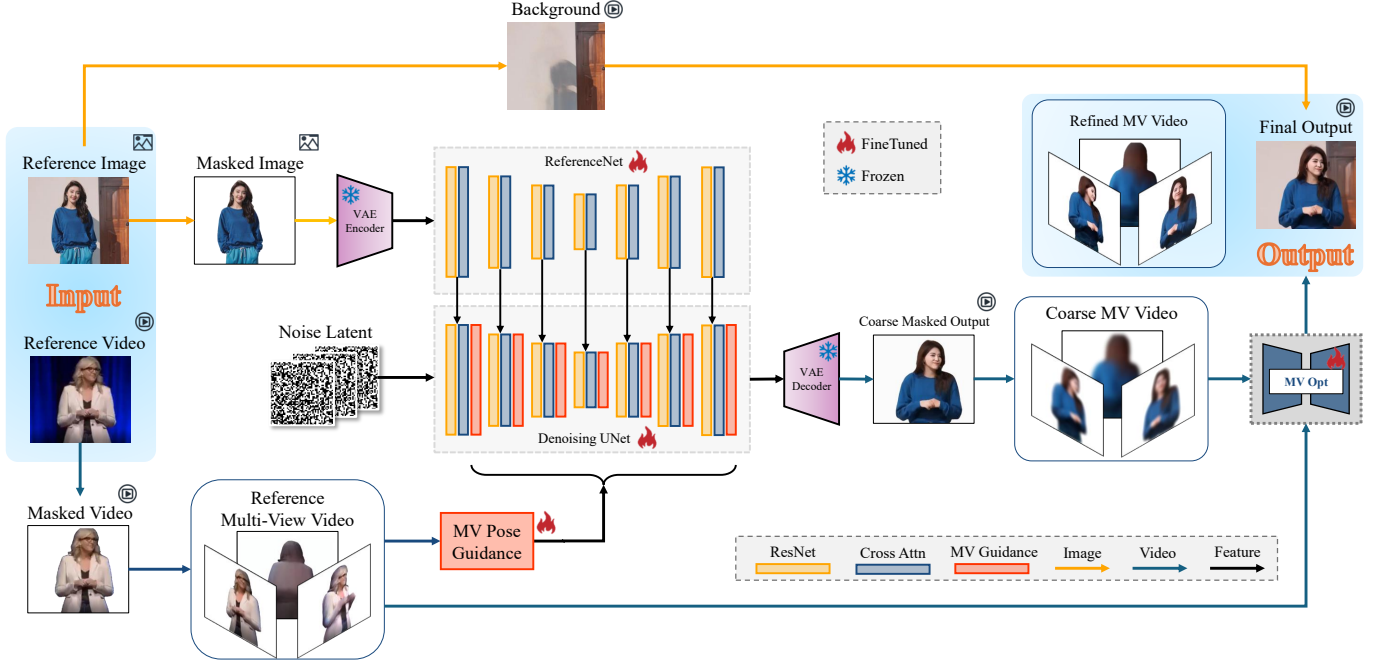 Background
Reference Image
Masked Image
VAE
Encoder
ReferenceNet
FineTuned
Frozen
Refined MV Video
Final Output
Output
Input
Reference Video
Noise Latent
Denoising UNet
VAE
Decoder
Coarse Masked Output
Coarse MV Video
MV Opt
Masked Video
Reference
Multi-View Video
MV Pose
Guidance
ResNet
Cross Attn
MV Guidance
Image
Video
Feature